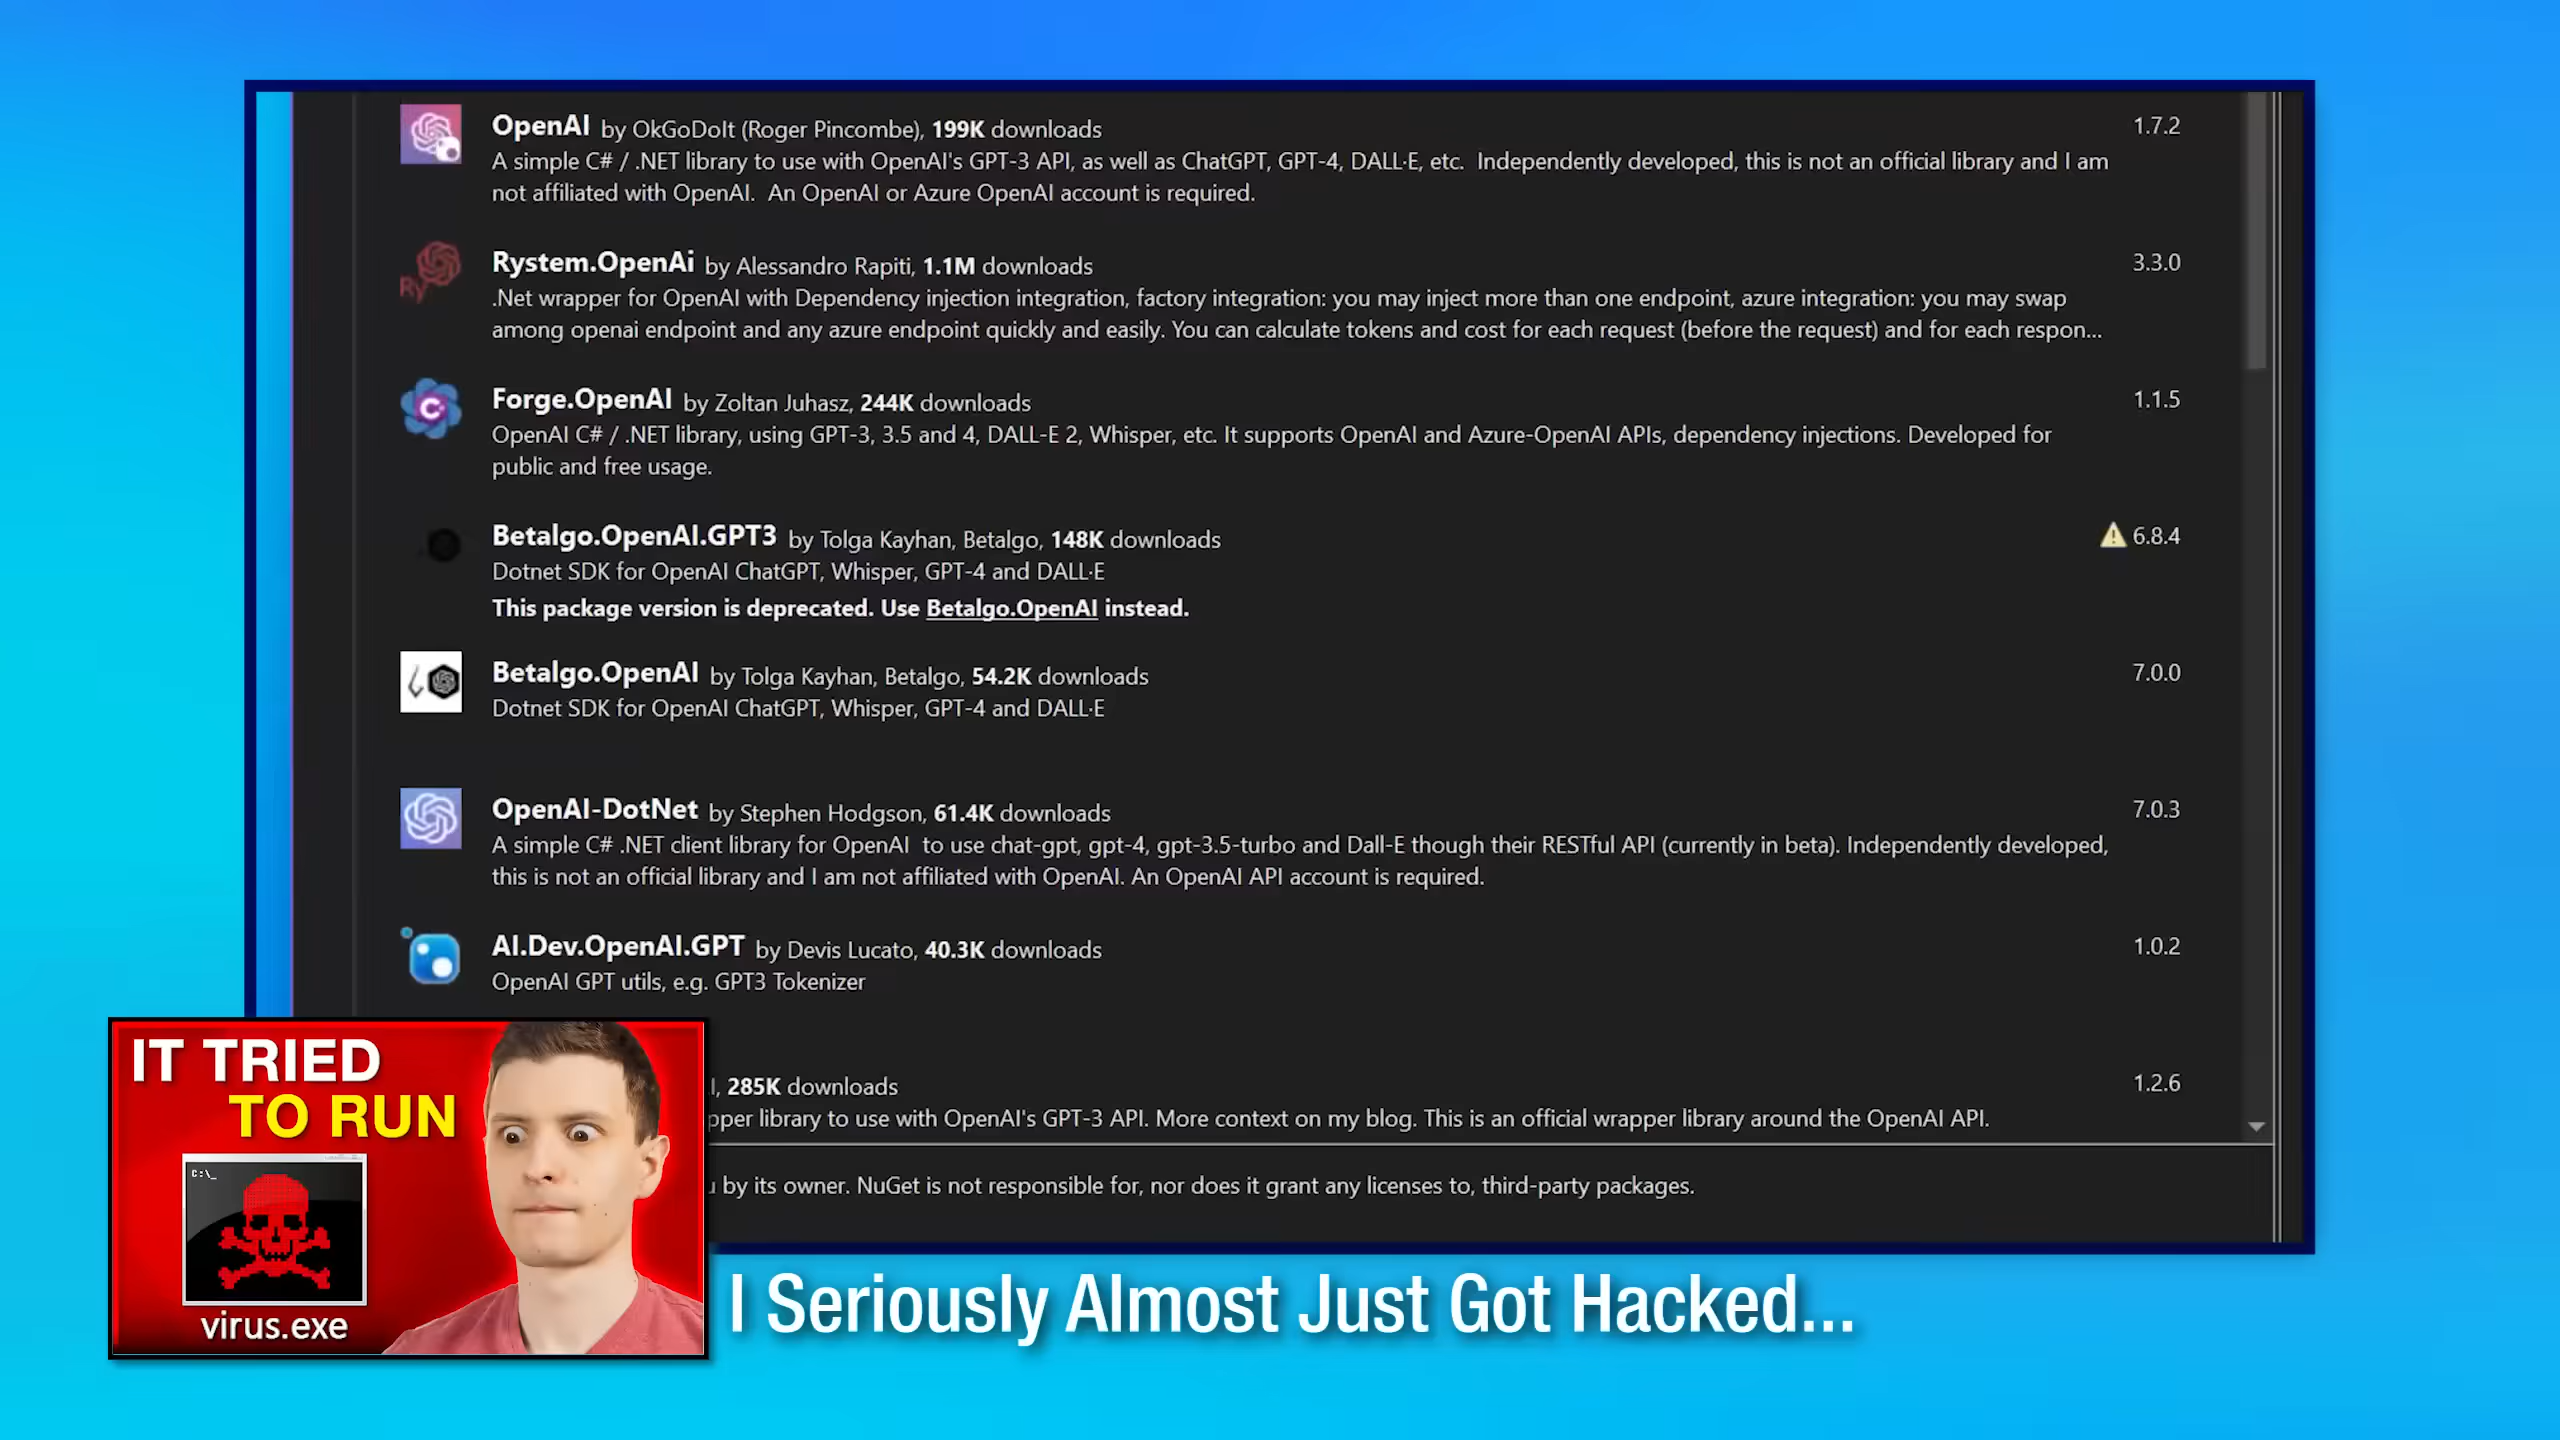 OpenAI by OkGoDoIt (Roger Pincombe), 199K downloads 1.7.2
A simple C# / .NET library to use with OpenAI's GPT-3 API, as well as ChatGPT, GPT-4, DALL·E, etc. Independently developed, this is not an official library and I am
not affiliated with OpenAI. An OpenAI or Azure OpenAI account is required.
Ry
Rystem.OpenAi by Alessandro Rapiti, 1.1M downloads 3.3.0
.Net wrapper for OpenAI with Dependency injection integration, factory integration: you may inject more than one endpoint, azure integration: you may swap
among openai endpoint and any azure endpoint quickly and easily. You can calculate tokens and cost for each request (before the request) and for each respon...
C
Forge.OpenAI by Zoltan Juhasz, 244K downloads 1.1.5
OpenAI C# / .NET library, using GPT-3, 3.5 and 4, DALL-E 2, Whisper, etc. It supports OpenAI and Azure-OpenAI APIs, dependency injections. Developed for
public and free usage.
Betalgo.OpenAI.GPT3 by Tolga Kayhan, Betalgo, 148K downloads 6.8.4
Dotnet SDK for OpenAI ChatGPT, Whisper, GPT-4 and DALL·E
This package version is deprecated. Use Betalgo.OpenAI instead.
Betalgo.OpenAI by Tolga Kayhan, Betalgo, 54.2K downloads 7.0.0
Dotnet SDK for OpenAI ChatGPT, Whisper, GPT-4 and DALL·E
OpenAI-DotNet by Stephen Hodgson, 61.4K downloads 7.0.3
A simple C# .NET client library for OpenAI to use chat-gpt, gpt-4, gpt-3.5-turbo and Dall-E though their RESTful API (currently in beta). Independently developed,
this is not an official library and I am not affiliated with OpenAI. An OpenAI API account is required.
AI.Dev.OpenAI.GPT by Devis Lucato, 40.3K downloads 1.0.2
OpenAI GPT utils, e.g. GPT3 Tokenizer
, 285K downloads 1.2.6
pper library to use with OpenAI's GPT-3 API. More context on my blog. This is an official wrapper library around the OpenAI API.
by its owner. NuGet is not responsible for, nor does it grant any licenses to, third-party packages.
IT TRIED
TO RUN
C:\_
virus.exe
I Seriously Almost Just Got Hacked...